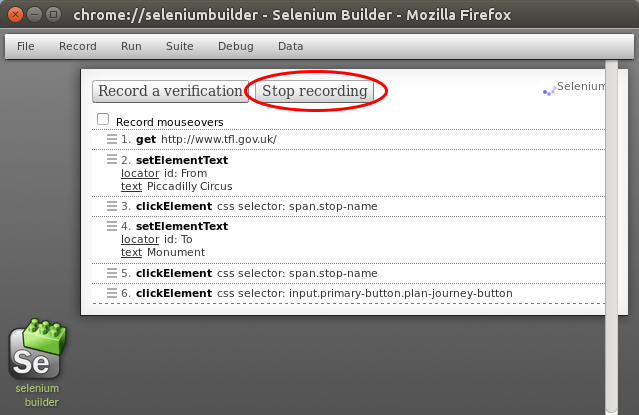 chrome://seleniumbuilder - Selenium Builder - Mozilla Firefox
File Record Run Suite Debug Data
Record a verification Stop recording
Selenium
Record mouseovers
1. get http://www.tfl.gov.uk/
2. setElementText
locator id: From
text Piccadilly Circus
3. clickElement css selector: span.stop-name
4. setElementText
locator id: To
text Monument
5. clickElement css selector: span.stop-name
6. clickElement css selector: input.primary-button.plan-journey-button
Se
selenium
builder